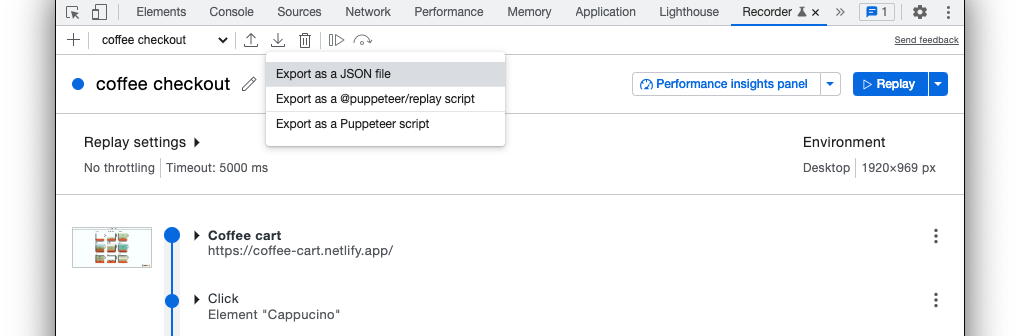 Elements Console Sources Network Performance Memory Application Lighthouse Recorder 1
coffee checkout Send feedback
coffee checkout Performance insights panel Replay
Export as a JSON file
Export as a @puppeteer/replay script
Export as a Puppeteer script
Replay settings Environment
No throttling Timeout: 5000 ms Desktop 1920×969 px
Coffee cart
https://coffee-cart.netlify.app/
Click
Element "Cappucino"